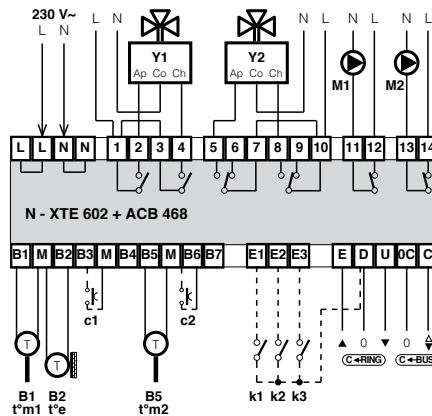 230 V~ L N
L N L N
Y1 Y2
Ap Co Ch Ap Co Ch
N L N L N L
M1 M2
L L N N 1 2 3 4 5 6 7 8 9 10 11 12 13 14
N - XTE 602 + ACB 468
B1 M B2 B3 M B4 B5 M B6 B7 E1 E2 E3 E D U 0C C
c1 c2
T T T
▲ 0 ▼ 0
C◄RING C◄BUS
k1 k2 k3
B1 B2 B5
t°m1 t°e t°m2